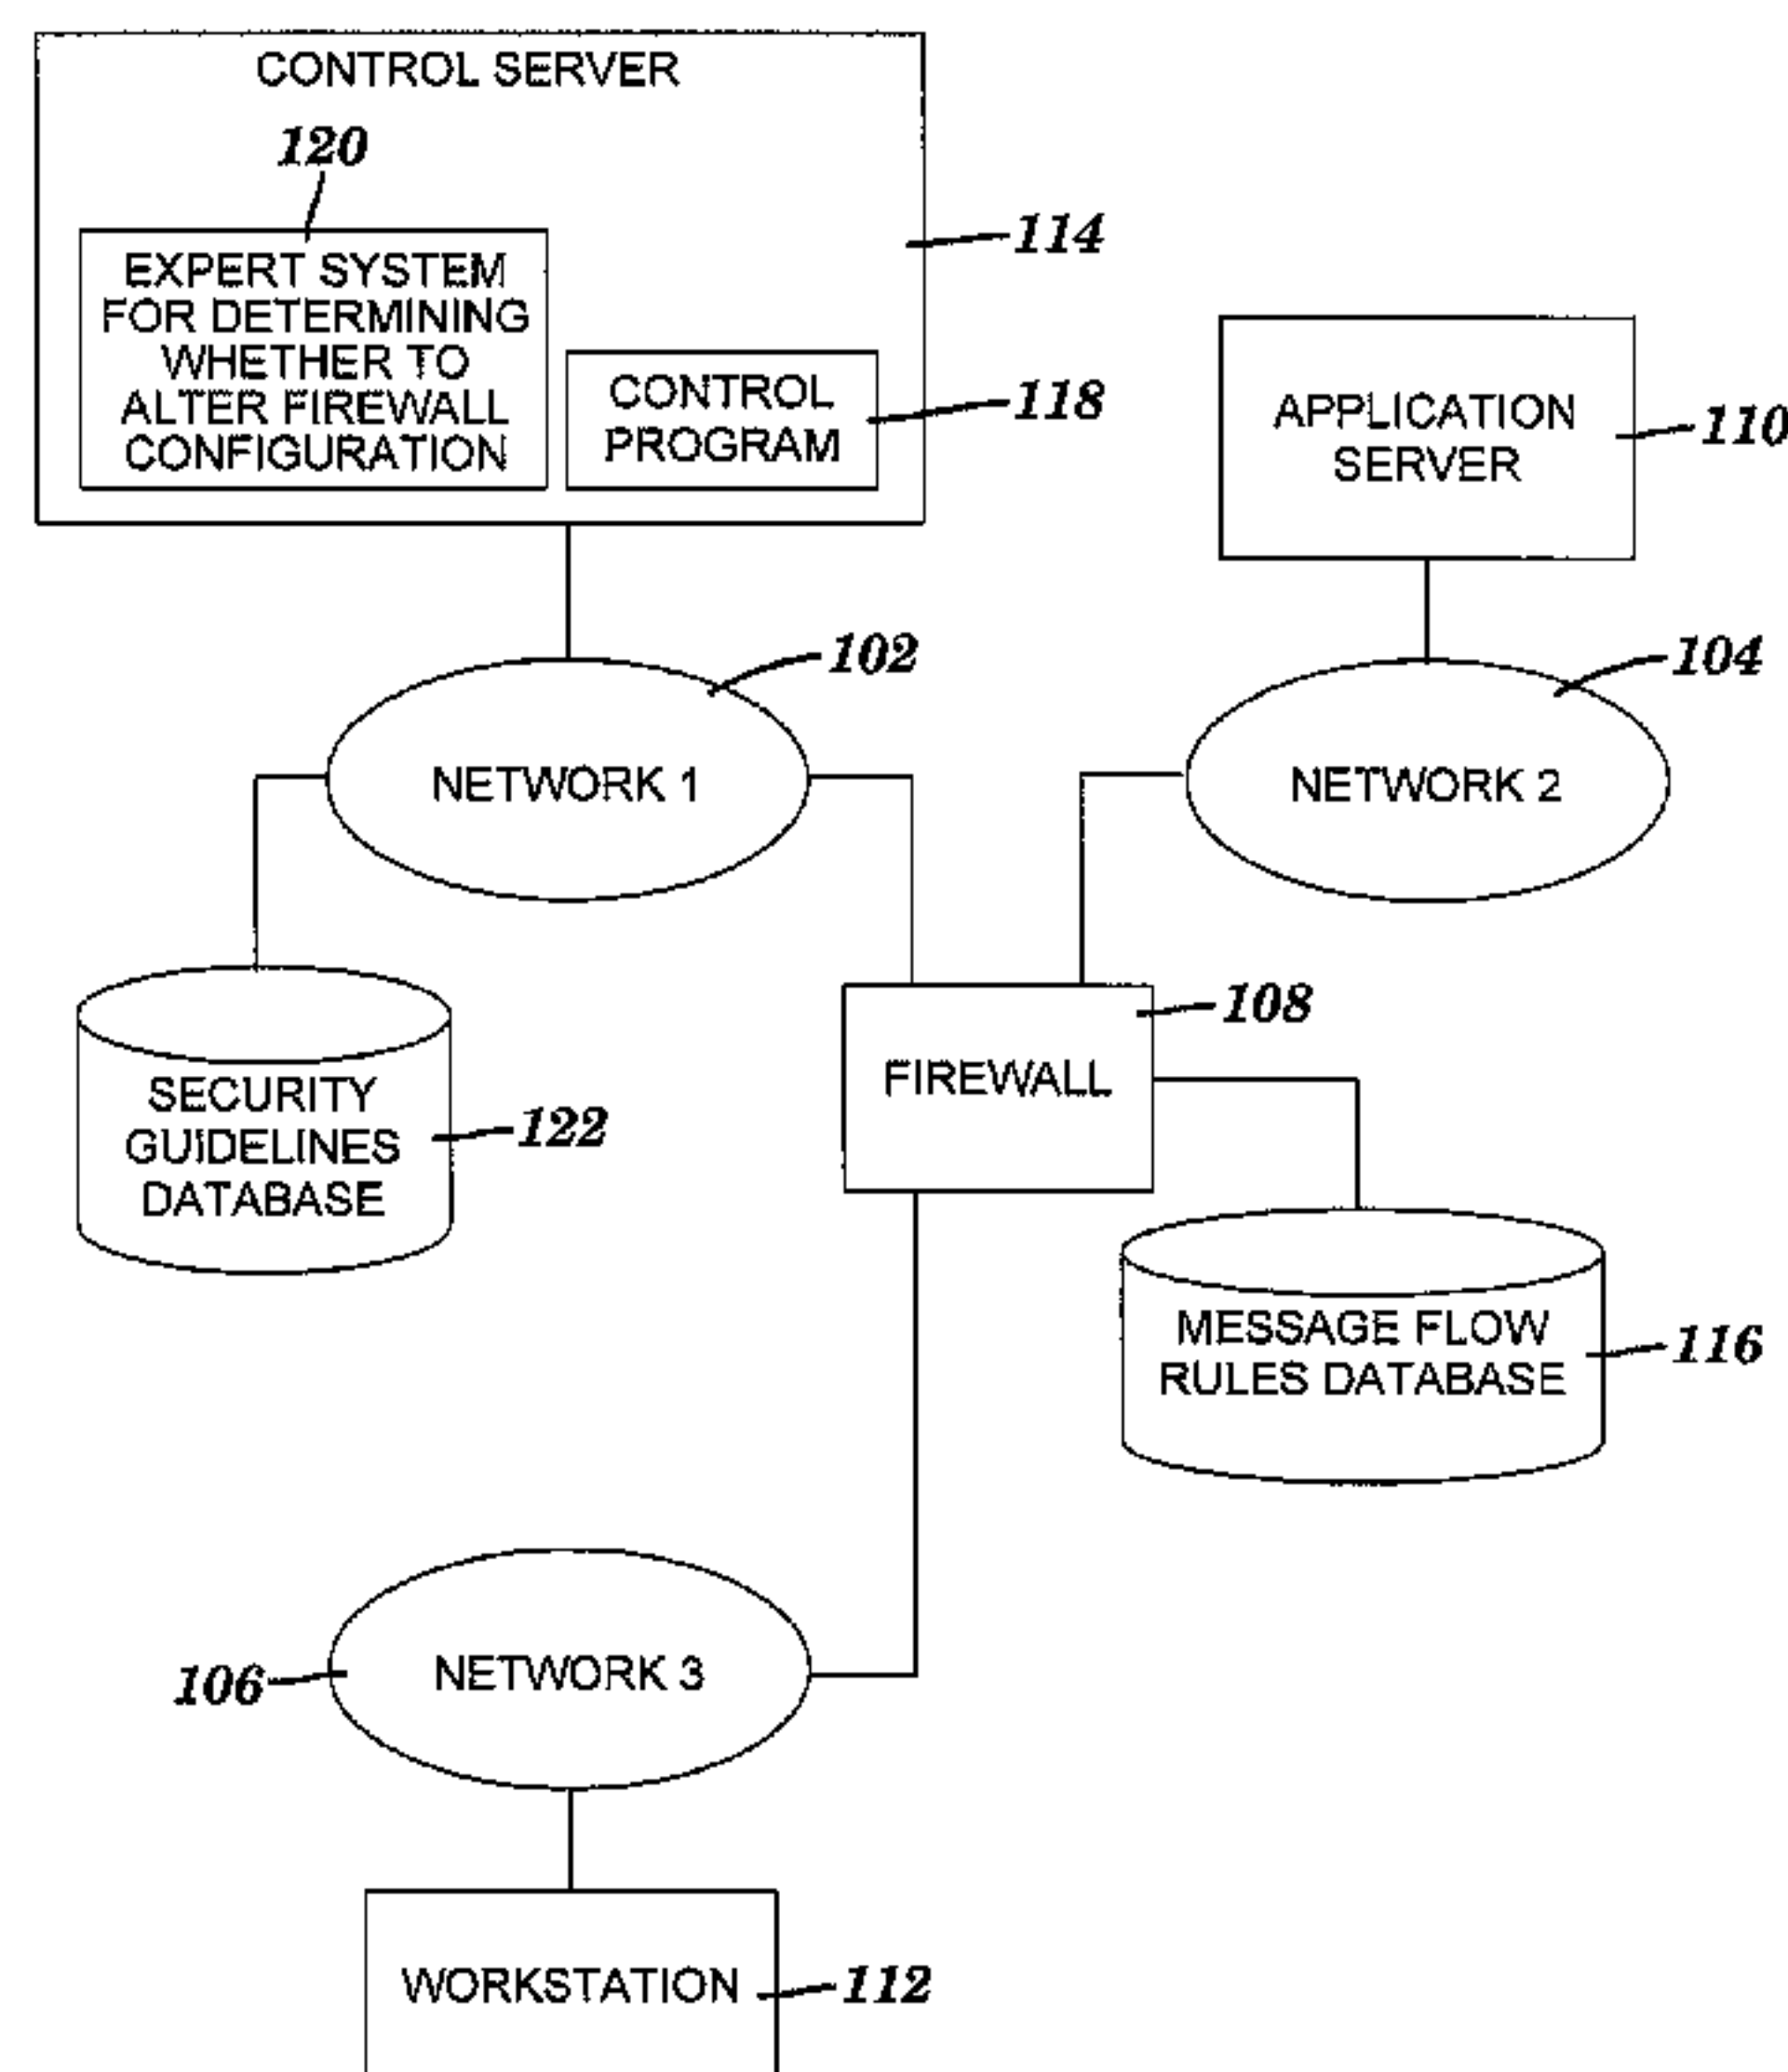 CONTROL SERVER
120
EXPERT SYSTEM
FOR DETERMINING
WHETHER TO
ALTER FIREWALL
CONFIGURATION
CONTROL
PROGRAM
114
118
APPLICATION
SERVER
110
102
104
NETWORK 1
NETWORK 2
108
FIREWALL
SECURITY
GUIDELINES
DATABASE
122
MESSAGE FLOW
RULES DATABASE
116
106
NETWORK 3
WORKSTATION
112